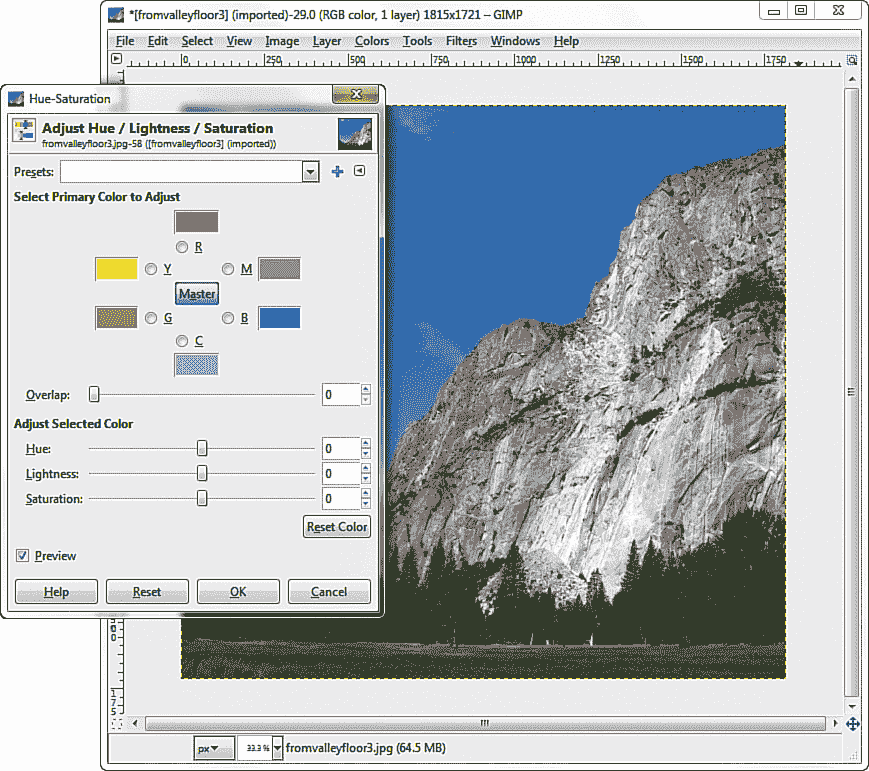 *[fromvalleyfloor3] (imported)-29.0 (RGB color, 1 layer) 1815x1721 – GIMP
File Edit Select View Image Layer Colors Tools Filters Windows Help
0 250 500 750 1000 1250 1500 1750
Hue-Saturation
Adjust Hue / Lightness / Saturation
fromvalleyfloor3.jpg-58 ([fromvalleyfloor3] (imported))
Presets:
Select Primary Color to Adjust
R
Y M
Master
G B
C
Overlap: 0
Adjust Selected Color
Hue: 0
Lightness: 0
Saturation: 0
Reset Color
Preview
Help Reset OK Cancel
175
px 33.3 % fromvalleyfloor3.jpg (64.5 MB)